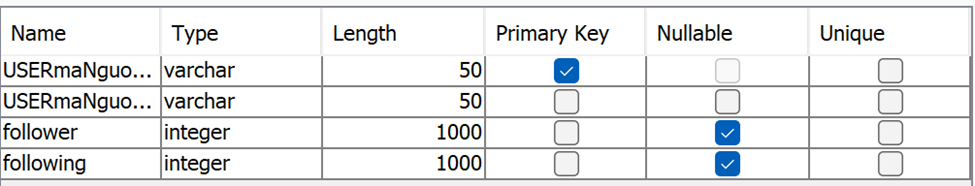 Name Type Length Primary Key Nullable Unique
USERmaNguo... varchar 50
USERmaNguo... varchar 50
follower integer 1000
following integer 1000